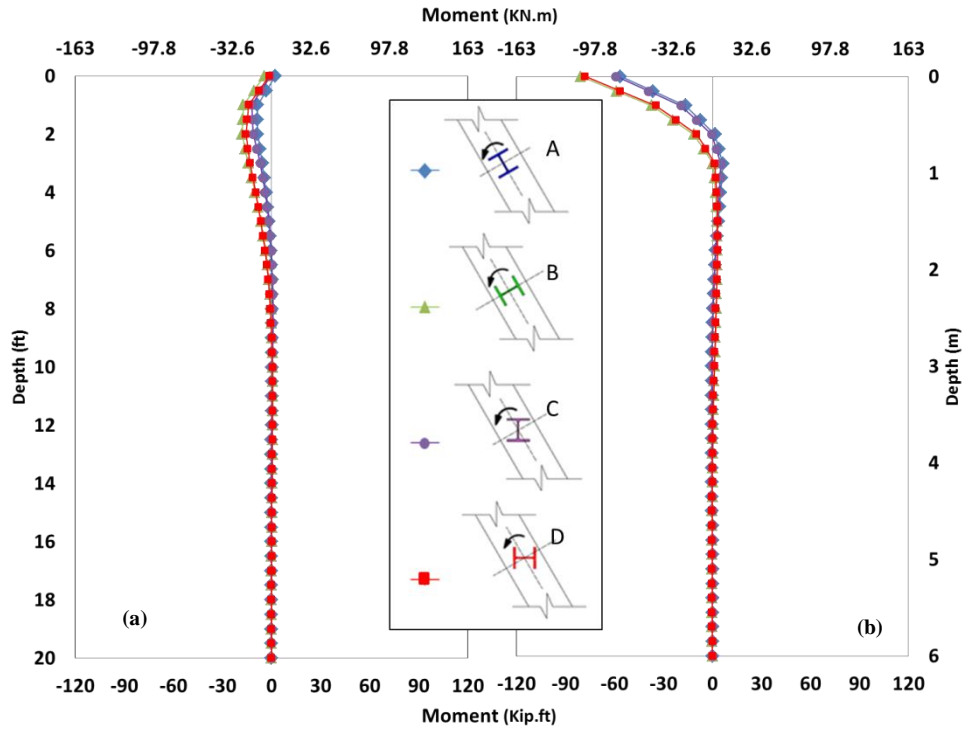 Moment (KN.m)
-163 -97.8 -32.6 32.6 97.8 163 -163 -97.8 -32.6 32.6 97.8 163
0
2
4
6
8
10
12
14
16
18
20
Depth (ft)
A
B
C
D
(a)
(b)
0
1
2
3
4
5
6
Depth (m)
-120 -90 -60 -30 0 30 60 90 120 -60 -30 0 30 60 90 120
Moment (Kip.ft)